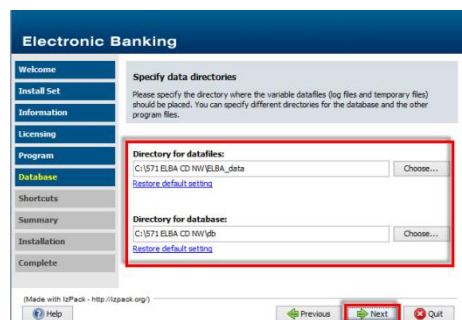 Electronic Banking
Welcome
Install Set
Information
Licensing
Program
Database
Shortcuts
Summary
Installation
Complete
Specify data directories
Please specify the directory where the variable datafiles (log files and temporary files)
should be placed. You can specify different directories for the database and the other
program files.
Directory for datafiles:
C:\571 ELBA CD NW\ELBA_data
Choose...
Restore default setting
Directory for database:
C:\571 ELBA CD NW\db
Choose...
Restore default setting
(Made with IzPack - http://izpack.org/)
Help
Previous
Next
Quit